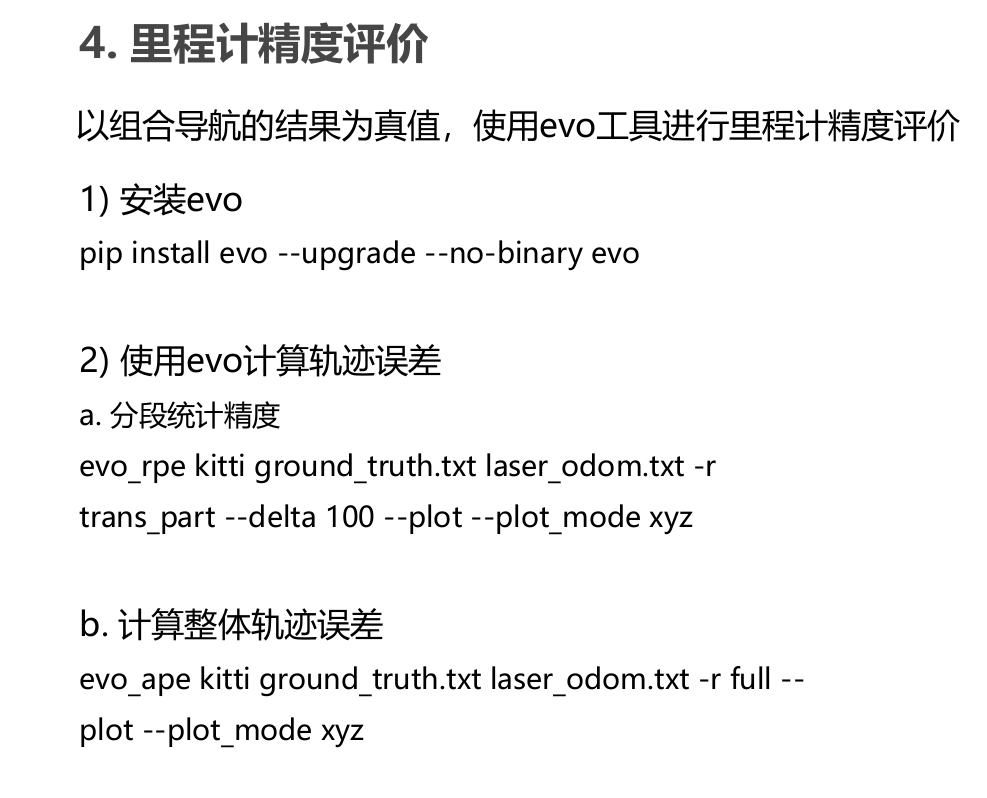 4. 里程计精度评价
以组合导航的结果为真值，使用evo工具进行里程计精度评价
1) 安装evo
pip install evo --upgrade --no-binary evo
2) 使用evo计算轨迹误差
a. 分段统计精度
evo_rpe kitti ground_truth.txt laser_odom.txt -r
trans_part --delta 100 --plot --plot_mode xyz
b. 计算整体轨迹误差
evo_ape kitti ground_truth.txt laser_odom.txt -r full --
plot --plot_mode xyz